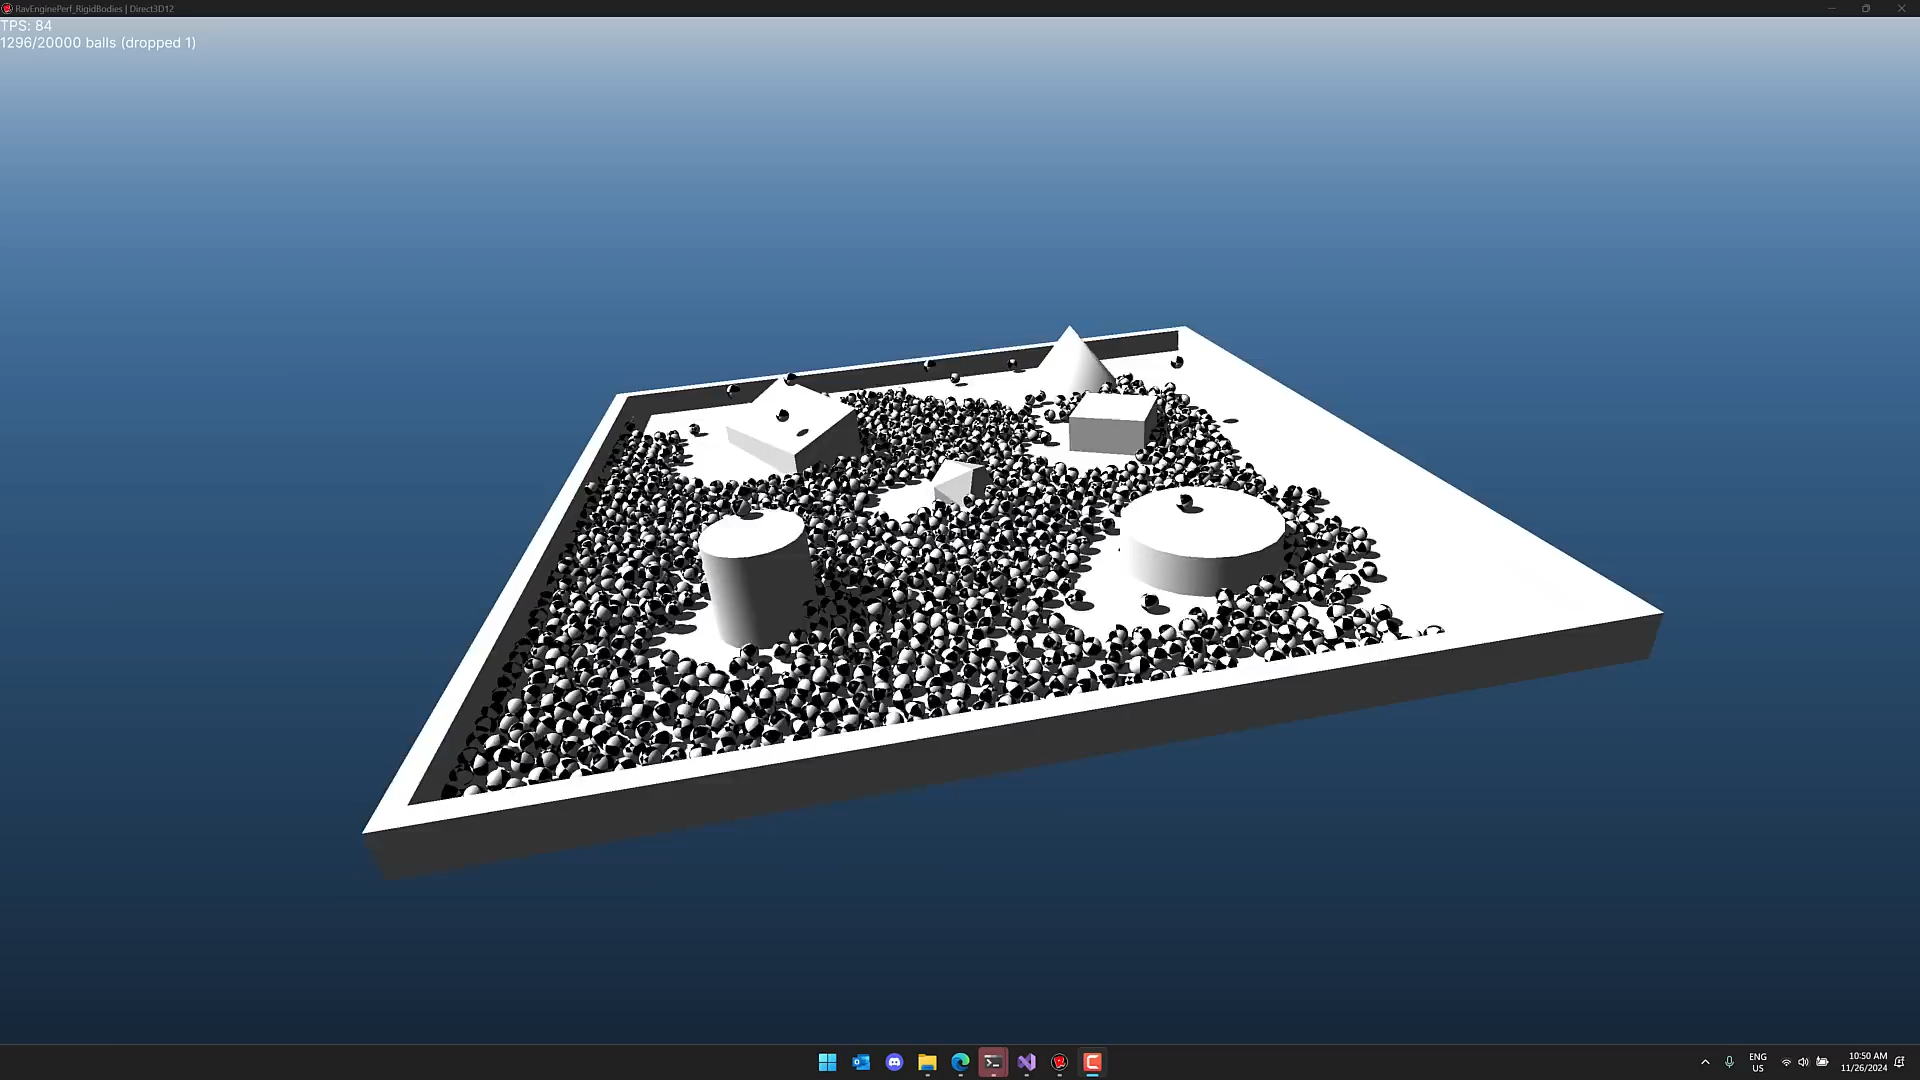 RavEnginePerf_RigidBodies | Direct3D12
TPS: 84
1296/20000 balls (dropped 1)
ENG
US
10:50 AM
11/26/2024